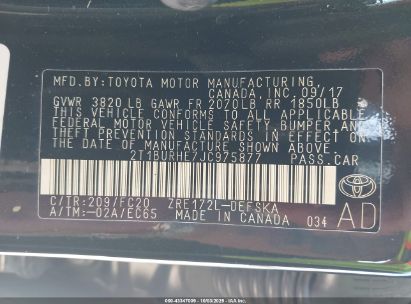 MFD.BY:TOYOTA MOTOR MANUFACTURING
CANADA,INC.09/17
GVWR 3820 LB GAWR FR 2070LB RR 1850LB
THIS VEHICLE CONFORMS TO ALL APPLICABLE
FEDERAL MOTOR VEHICLE SAFETY,BUMPER,AND
THEFT PREVENTION STANDARDS IN EFFECT ON
THE DATE OF MANUFACTURE SHOWN ABOVE.
2T1BURHE7JC975877 PASS.CAR
C/TR:209/FC20 ZRE172L-DEFSKA
A/TM:-02A/EC65 MADE IN CANADA 034
TOYOTA
AD